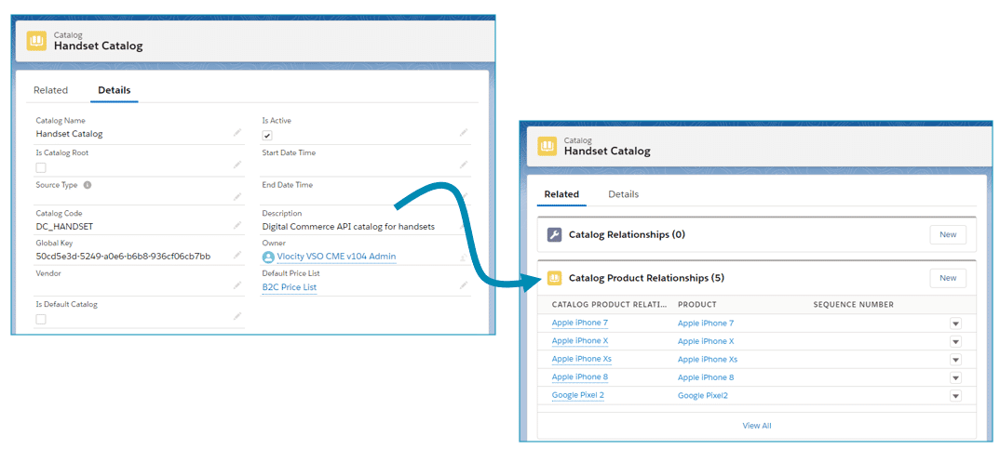 Catalog
Handset Catalog
Related Details
Catalog Name
Handset Catalog
Is Active
Is Catalog Root
Start Date Time
Source Type
End Date Time
Catalog Code
DC_HANDSET
Description
Digital Commerce API catalog for handsets
Global Key
50cd5e3d-5249-a0e6-b6b8-936cf06cb7bb
Owner
Vlocity VSO CME v104 Admin
Vendor
Default Price List
B2C Price List
Is Default Catalog
Catalog
Handset Catalog
Related Details
Catalog Relationships (0) New
Catalog Product Relationships (5) New
CATALOG PRODUCT RELATI... PRODUCT SEQUENCE NUMBER
Apple iPhone 7 Apple iPhone 7
Apple iPhone X Apple iPhone X
Apple iPhone Xs Apple iPhone Xs
Apple iPhone 8 Apple iPhone 8
Google Pixel 2 Google Pixel2
View All